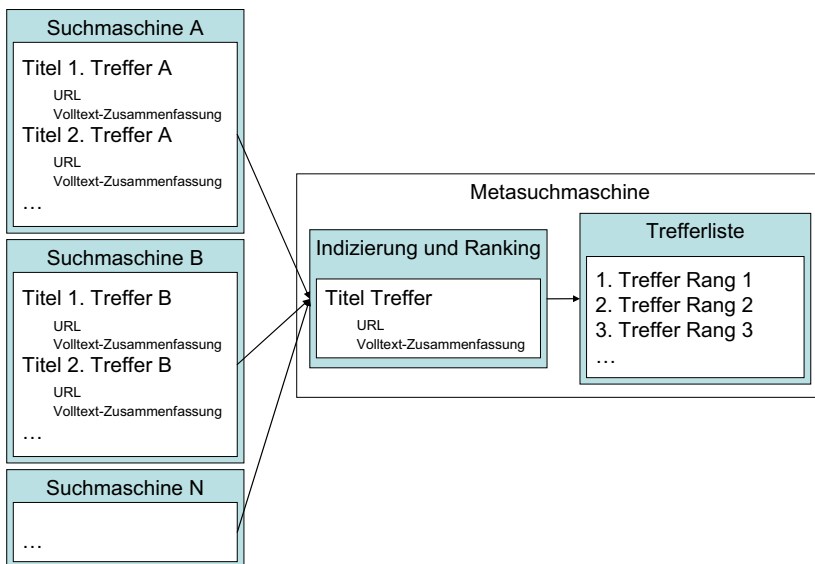 Suchmaschine A
Titel 1. Treffer A
URL
Volltext-Zusammenfassung
Titel 2. Treffer A
URL
Volltext-Zusammenfassung
…
Suchmaschine B
Titel 1. Treffer B
URL
Volltext-Zusammenfassung
Titel 2. Treffer B
URL
Volltext-Zusammenfassung
…
Suchmaschine N
…
Metasuchmaschine
Indizierung und Ranking
Titel Treffer
URL
Volltext-Zusammenfassung
Trefferliste
1. Treffer Rang 1
2. Treffer Rang 2
3. Treffer Rang 3
…